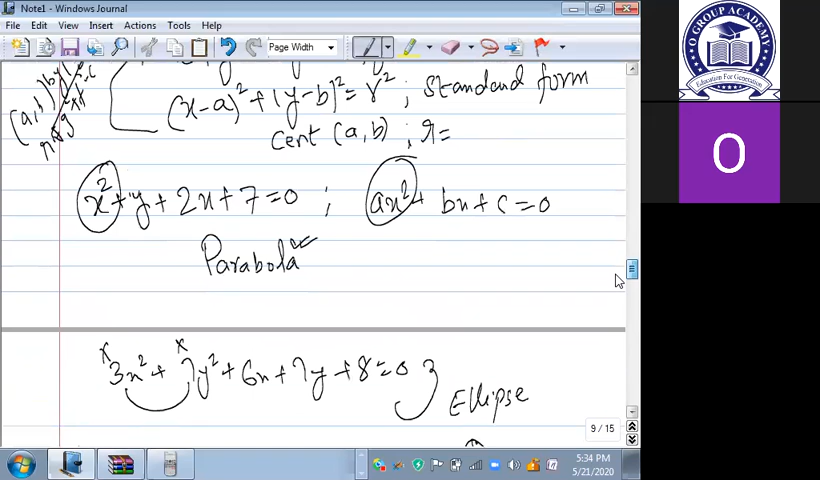 Note1 - Windows Journal
File Edit View Insert Actions Tools Help
Page Width
(x-a)² + (y-b)² = r² ; Standard form
cent (a,b) ; r=
x² + y + 2x + 7 = 0 ; ax² + bx + c = 0
Parabola
3x² + 7y² + 6x + 7y + 8 = 0
Ellipse
9 / 15
5:34 PM
5/21/2020
O GROUP ACADEMY
Education For Generation
O